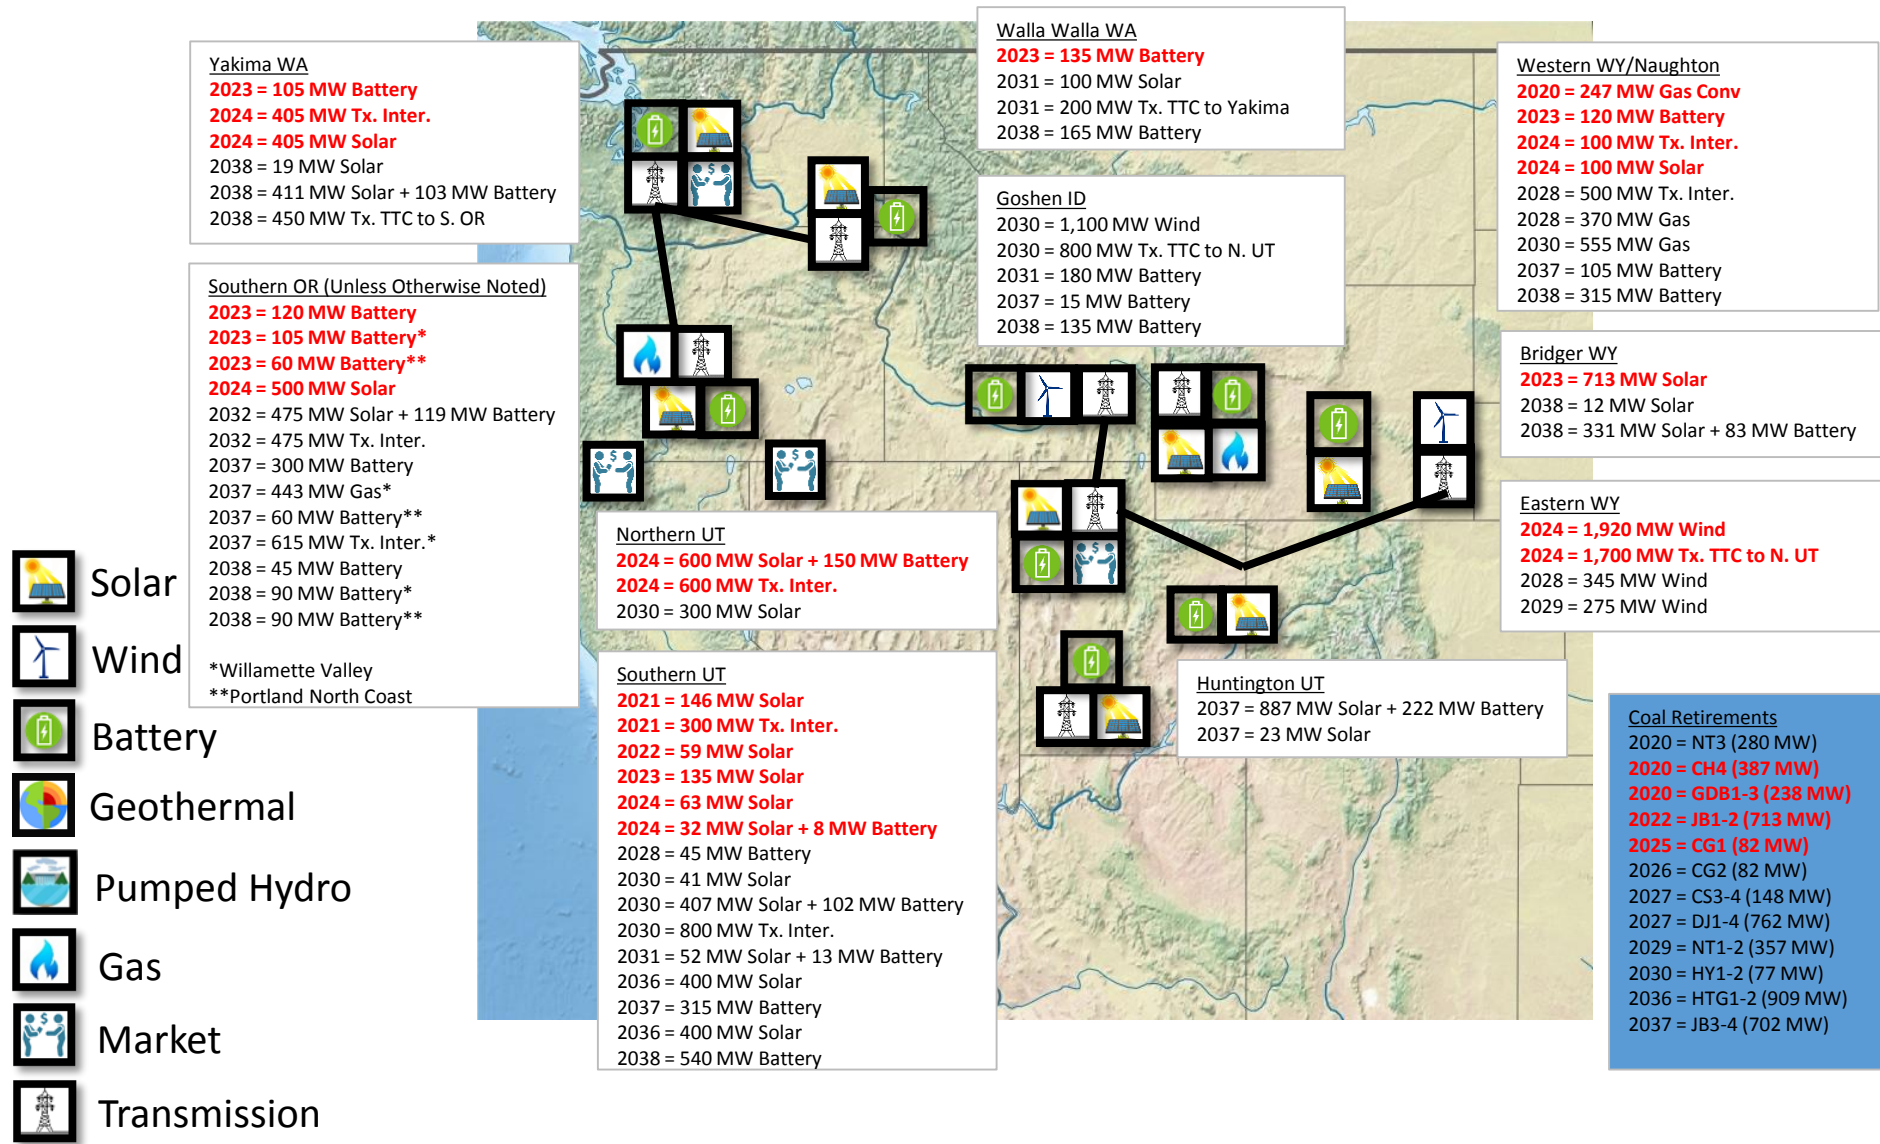 Yakima WA
2023 = 105 MW Battery
2024 = 405 MW Tx. Inter.
2024 = 405 MW Solar
2038 = 19 MW Solar
2038 = 411 MW Solar + 103 MW Battery
2038 = 450 MW Tx. TTC to S. OR
Walla Walla WA
2023 = 135 MW Battery
2031 = 100 MW Solar
2031 = 200 MW Tx. TTC to Yakima
2038 = 165 MW Battery
Western WY/Naughton
2020 = 247 MW Gas Conv
2023 = 120 MW Battery
2024 = 100 MW Tx. Inter.
2024 = 100 MW Solar
2028 = 500 MW Tx. Inter.
2028 = 370 MW Gas
2030 = 555 MW Gas
2037 = 105 MW Battery
2038 = 315 MW Battery
Goshen ID
2030 = 1,100 MW Wind
2030 = 800 MW Tx. TTC to N. UT
2031 = 180 MW Battery
2037 = 15 MW Battery
2038 = 135 MW Battery
Southern OR (Unless Otherwise Noted)
2023 = 120 MW Battery
2023 = 105 MW Battery*
2023 = 60 MW Battery**
2024 = 500 MW Solar
2032 = 475 MW Solar + 119 MW Battery
2032 = 475 MW Tx. Inter.
2037 = 300 MW Battery
2037 = 443 MW Gas*
2037 = 60 MW Battery**
2037 = 615 MW Tx. Inter.*
2038 = 45 MW Battery
2038 = 90 MW Battery*
2038 = 90 MW Battery**
*Willamette Valley
**Portland North Coast
Bridger WY
2023 = 713 MW Solar
2038 = 12 MW Solar
2038 = 331 MW Solar + 83 MW Battery
Eastern WY
2024 = 1,920 MW Wind
2024 = 1,700 MW Tx. TTC to N. UT
2028 = 345 MW Wind
2029 = 275 MW Wind
Northern UT
2024 = 600 MW Solar + 150 MW Battery
2024 = 600 MW Tx. Inter.
2030 = 300 MW Solar
Southern UT
2021 = 146 MW Solar
2021 = 300 MW Tx. Inter.
2022 = 59 MW Solar
2023 = 135 MW Solar
2024 = 63 MW Solar
2024 = 32 MW Solar + 8 MW Battery
2028 = 45 MW Battery
2030 = 41 MW Solar
2030 = 407 MW Solar + 102 MW Battery
2030 = 800 MW Tx. Inter.
2031 = 52 MW Solar + 13 MW Battery
2036 = 400 MW Solar
2037 = 315 MW Battery
2036 = 400 MW Solar
2038 = 540 MW Battery
Huntington UT
2037 = 887 MW Solar + 222 MW Battery
2037 = 23 MW Solar
Coal Retirements
2020 = NT3 (280 MW)
2020 = CH4 (387 MW)
2020 = GDB1-3 (238 MW)
2022 = JB1-2 (713 MW)
2025 = CG1 (82 MW)
2026 = CG2 (82 MW)
2027 = CS3-4 (148 MW)
2027 = DJ1-4 (762 MW)
2029 = NT1-2 (357 MW)
2030 = HY1-2 (77 MW)
2036 = HTG1-2 (909 MW)
2037 = JB3-4 (702 MW)
Solar
Wind
Battery
Geothermal
Pumped Hydro
Gas
Market
Transmission